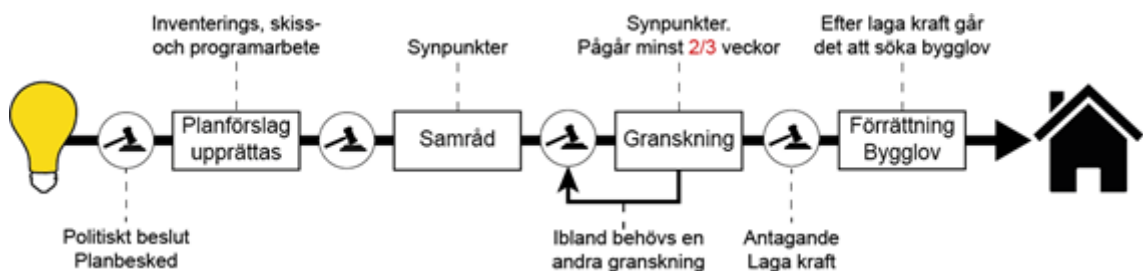 Inventerings, skiss-
och programarbete
Synpunkter
Synpunkter.
Pågår minst 2/3 veckor
Efter laga kraft går
det att söka bygglov
Planförslag
upprättas
Samråd
Granskning
Förrättning
Bygglov
Politiskt beslut
Planbesked
Ibland behövs en
andra granskning
Antagande
Laga kraft